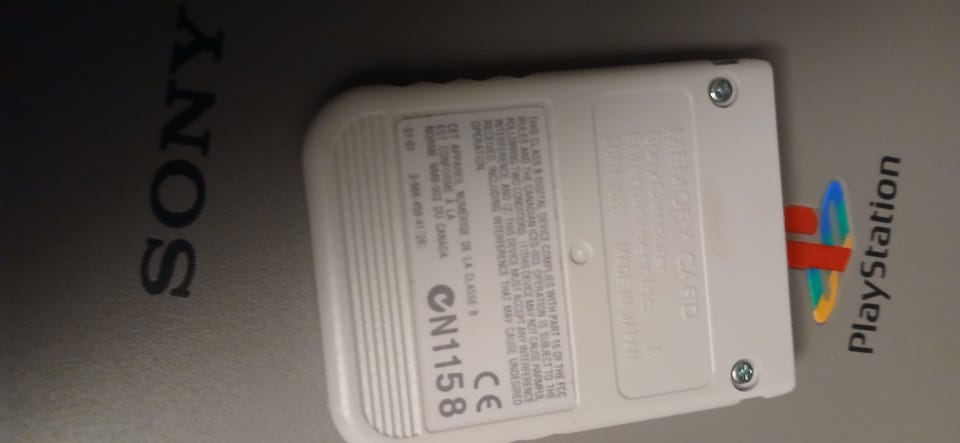 SONY
MEMORY CARD
Sony Computer
Entertainment Inc.
MADE IN JAPAN
THIS CLASS B DIGITAL DEVICE COMPLIES WITH PART 15 OF THE FCC
RULES AND THE CANADIAN ICES-003. OPERATION IS SUBJECT TO THE
FOLLOWING TWO CONDITIONS: (1)THIS DEVICE MAY NOT CAUSE HARMFUL
INTERFERENCE, AND (2) THIS DEVICE MUST ACCEPT ANY INTERFERENCE
RECEIVED, INCLUDING INTERFERENCE THAT MAY CAUSE UNDESIRED
OPERATION
CET APPAREIL NUMERIQE DE LA CLASSE B
EST CONFORME À LA
NORME NMB-003 DU CANADA
CE
N1158
01-01
PlayStation